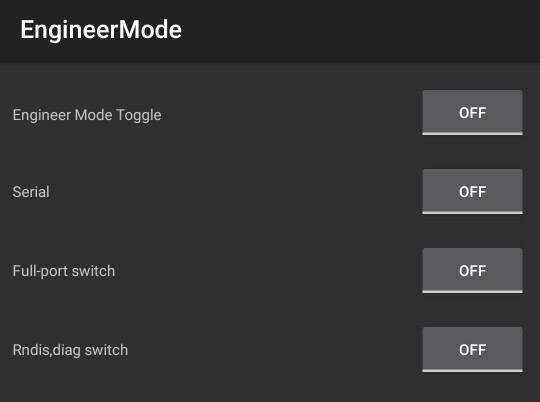 EngineerMode
Engineer Mode Toggle OFF
Serial OFF
Full-port switch OFF
Rndis,diag switch OFF